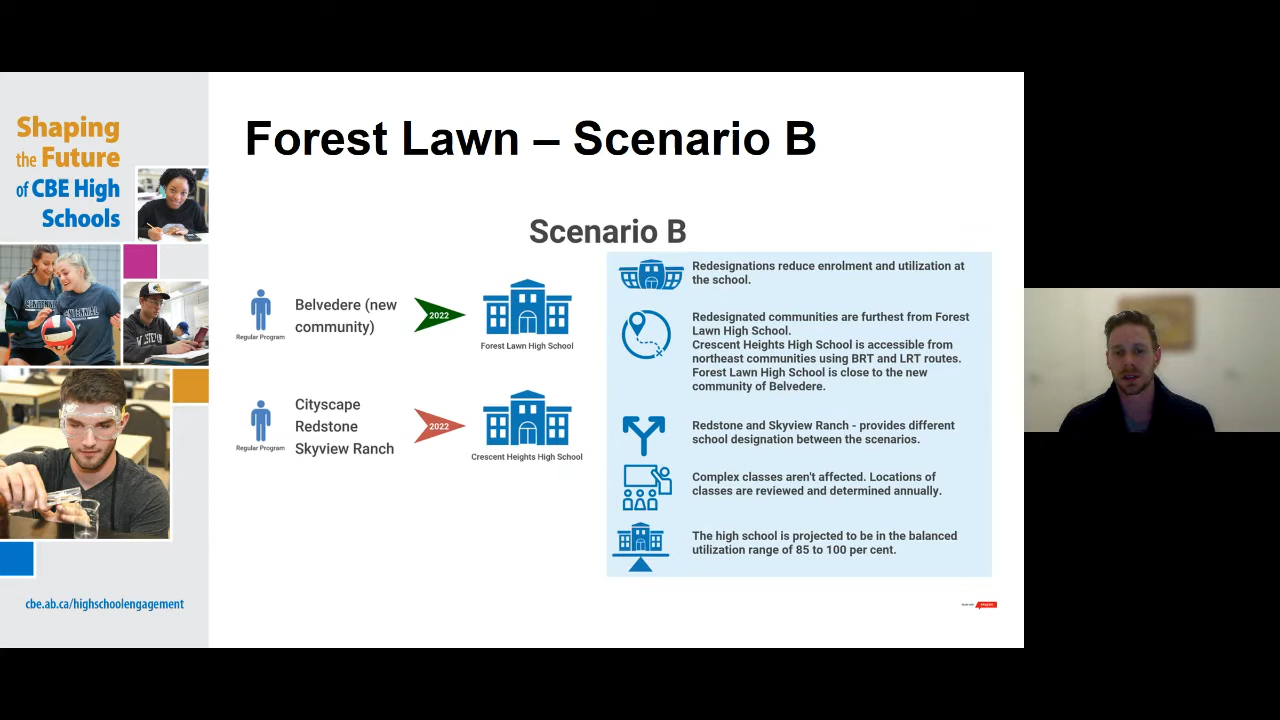 Shaping
the Future
of CBE High
Schools
cbe.ab.ca/highschoolengagement
Forest Lawn – Scenario B
Scenario B
Regular Program
Belvedere (new
community)
2022
Forest Lawn High School
Regular Program
Cityscape
Redstone
Skyview Ranch
2022
Crescent Heights High School
Redesignations reduce enrolment and utilization at
the school.
Redesignated communities are furthest from Forest
Lawn High School.
Crescent Heights High School is accessible from
northeast communities using BRT and LRT routes.
Forest Lawn High School is close to the new
community of Belvedere.
Redstone and Skyview Ranch - provides different
school designation between the scenarios.
Complex classes aren't affected. Locations of
classes are reviewed and determined annually.
The high school is projected to be in the balanced
utilization range of 85 to 100 per cent.